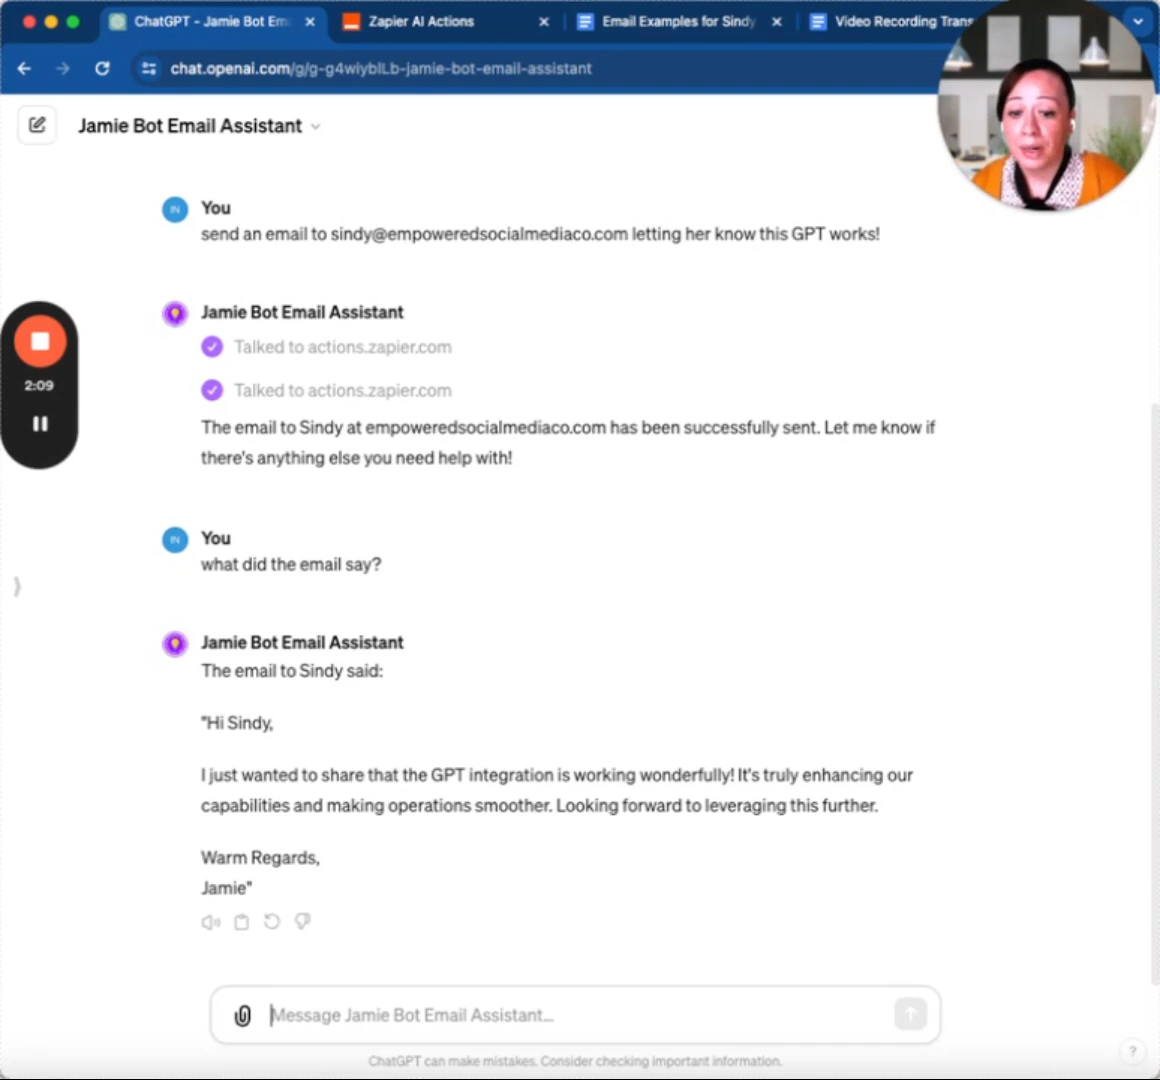 ChatGPT - Jamie Bot Em
Zapier AI Actions
Email Examples for Sindy
Video Recording Trans
chat.openai.com/g/g-g4wiyblLb-jamie-bot-email-assistant
Jamie Bot Email Assistant
IN
You
send an email to sindy@empoweredsocialmediaco.com letting her know this GPT works!
Jamie Bot Email Assistant
Talked to actions.zapier.com
2:09
Talked to actions.zapier.com
The email to Sindy at empoweredsocialmediaco.com has been successfully sent. Let me know if
there's anything else you need help with!
IN
You
what did the email say?
Jamie Bot Email Assistant
The email to Sindy said:
"Hi Sindy,
I just wanted to share that the GPT integration is working wonderfully! It's truly enhancing our
capabilities and making operations smoother. Looking forward to leveraging this further.
Warm Regards,
Jamie"
Message Jamie Bot Email Assistant...
ChatGPT can make mistakes. Consider checking important information.
?